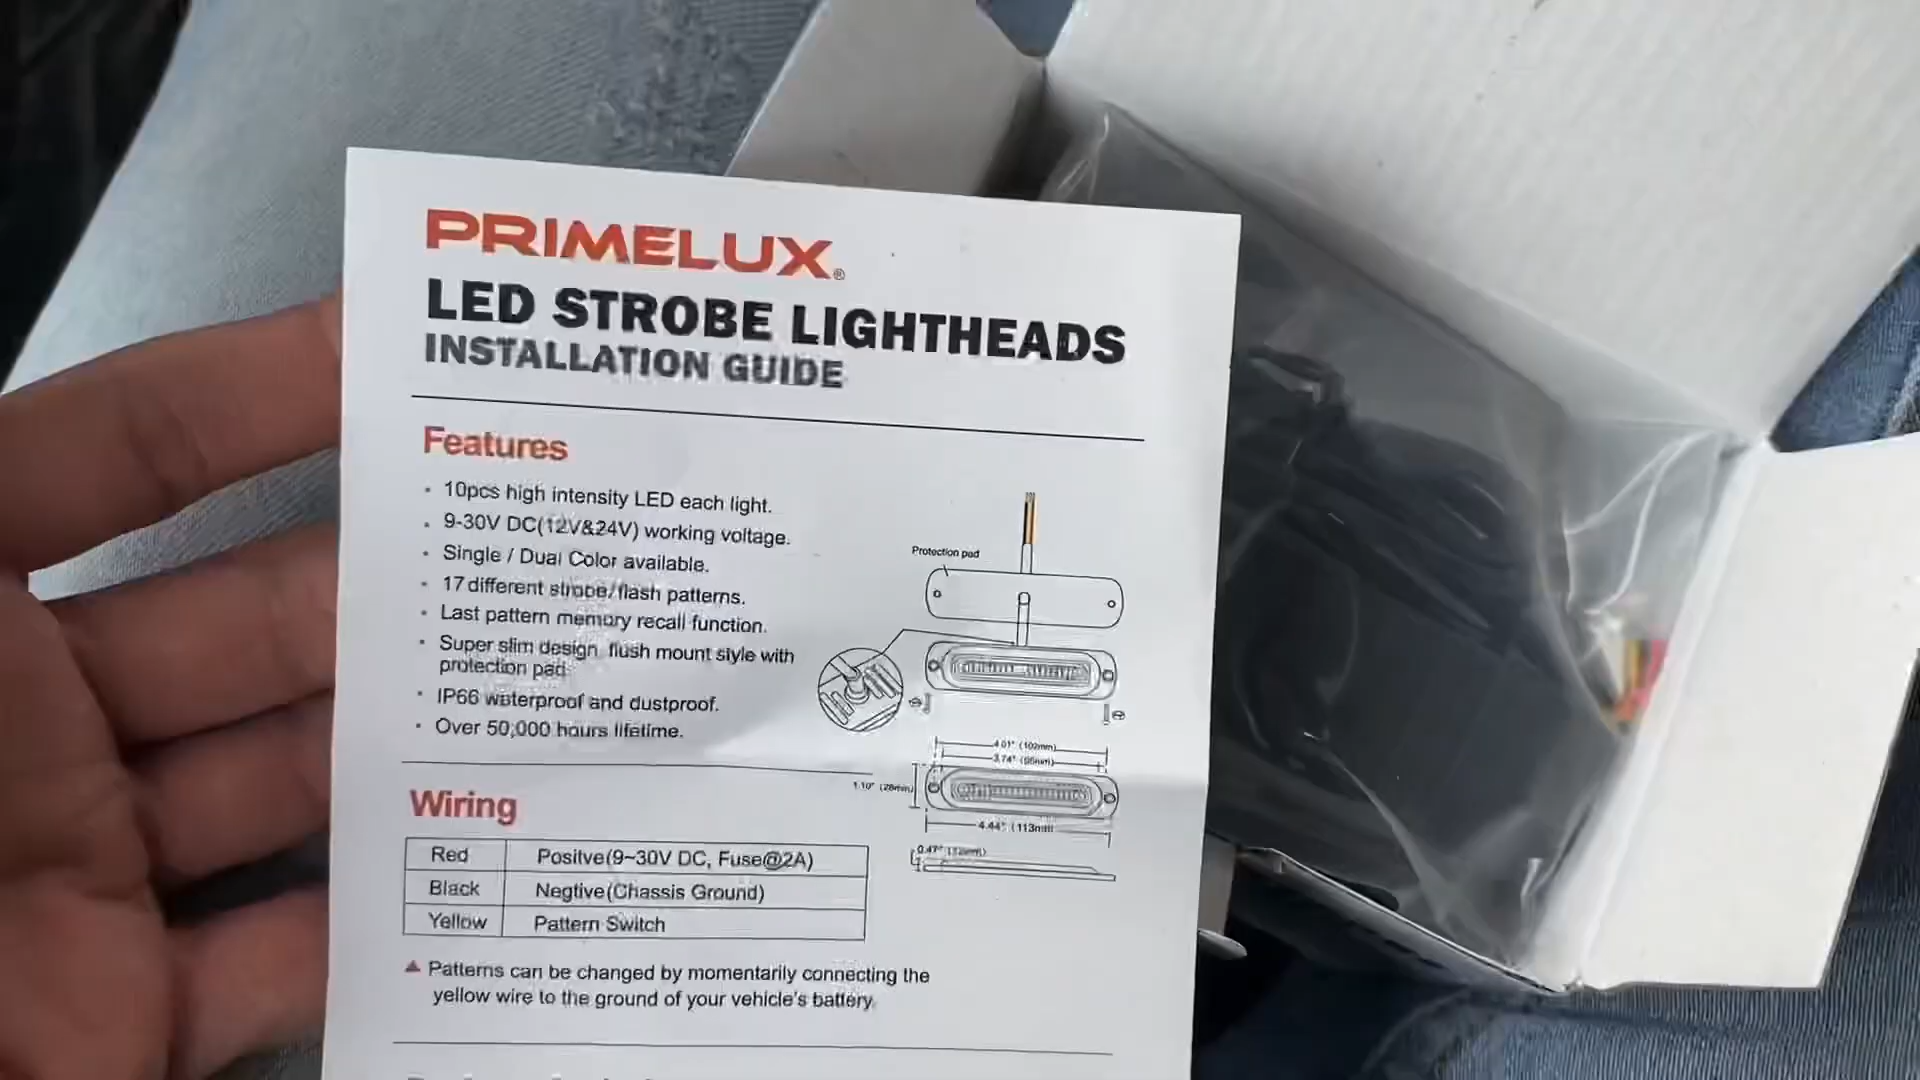 PRIMELUX®
LED STROBE LIGHTHEADS
INSTALLATION GUIDE
Features
· 10pcs high intensity LED each light.
· 9-30V DC(12V&24V) working voltage.
· Single / Dual Color available.
· 17 different strobe/flash patterns.
· Last pattern memory recall function.
· Super slim design flush mount style with
protection pad
· IP66 waterproof and dustproof.
· Over 50,000 hours lifetime.
Protection pad
4.01" (102mm)
3.74" (95mm)
1.10" (28mm)
4.44" (113mm)
0.47" (12mm)
Wiring
Red Positve(9~30V DC, Fuse@2A)
Black Negtive(Chassis Ground)
Yellow Pattern Switch
Patterns can be changed by momentarily connecting the
yellow wire to the ground of your vehicle's battery.